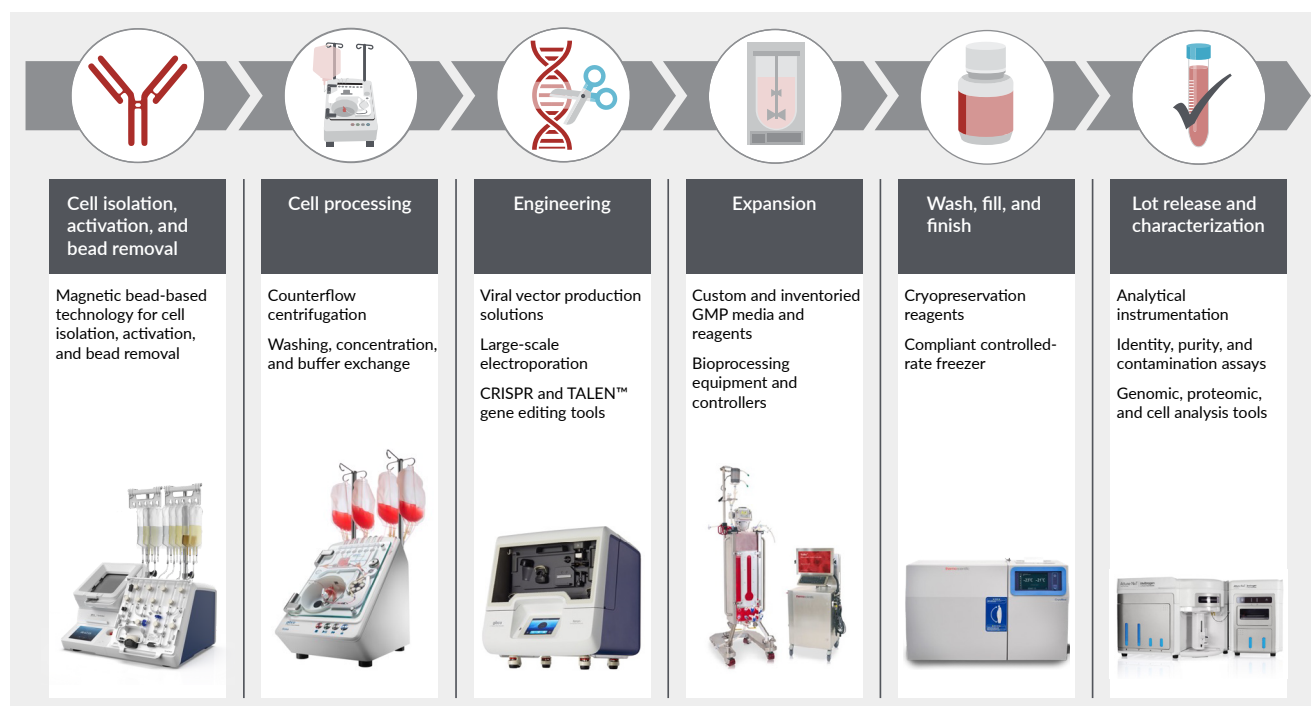 Cell isolation,
activation, and
bead removal
Magnetic bead-based
technology for cell
isolation, activation,
and bead removal
Cell processing
Counterflow
centrifugation
Washing, concentration,
and buffer exchange
Engineering
Viral vector production
solutions
Large-scale
electroporation
CRISPR and TALEN™
gene editing tools
Expansion
Custom and inventoried
GMP media and
reagents
Bioprocessing
equipment and
controllers
Wash, fill, and
finish
Cryopreservation
reagents
Compliant controlled-
rate freezer
Lot release and
characterization
Analytical
instrumentation
Identity, purity, and
contamination assays
Genomic, proteomic,
and cell analysis tools